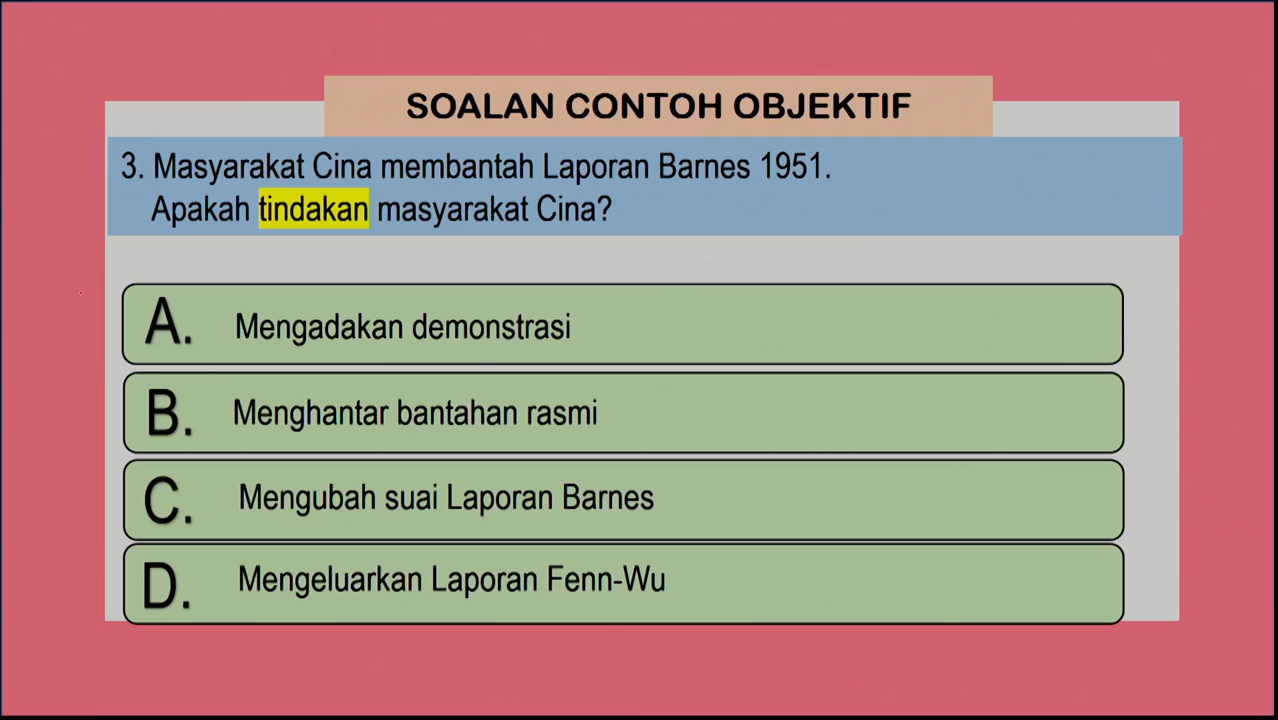 SOALAN CONTOH OBJEKTIF
3. Masyarakat Cina membantah Laporan Barnes 1951.
Apakah tindakan masyarakat Cina?
A. Mengadakan demonstrasi
B. Menghantar bantahan rasmi
C. Mengubah suai Laporan Barnes
D. Mengeluarkan Laporan Fenn-Wu